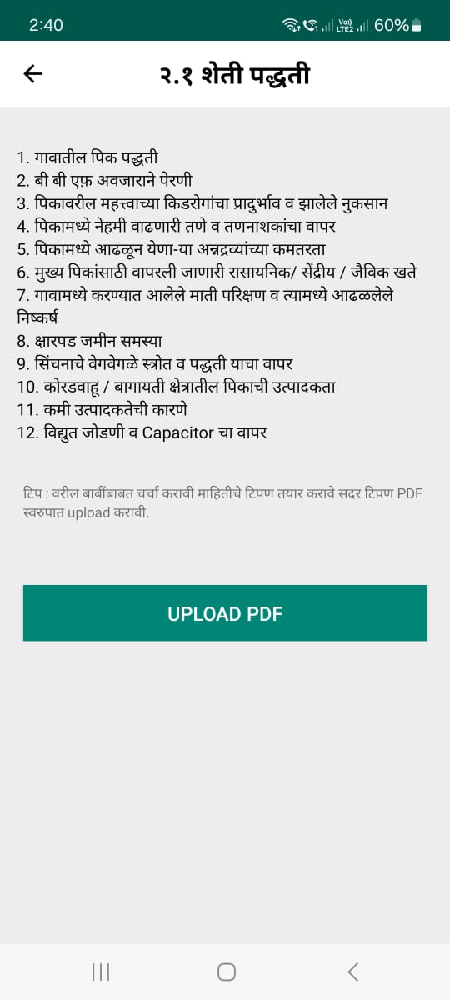 2:40
Vo))
LTE2
60%
२.१ शेती पद्धती
1. गावातील पिक पद्धती
2. बी बी एफ़ अवजाराने पेरणी
3. पिकावरील महत्त्वाच्या किडरोगांचा प्रादुर्भाव व झालेले नुकसान
4. पिकामध्ये नेहमी वाढणारी तणे व तणनाशकांचा वापर
5. पिकामध्ये आढळून येणा-या अन्नद्रव्यांच्या कमतरता
6. मुख्य पिकांसाठी वापरली जाणारी रासायनिक/ सेंद्रीय / जैविक खते
7. गावामध्ये करण्यात आलेले माती परिक्षण व त्यामध्ये आढळलेले
निष्कर्ष
8. क्षारपड जमीन समस्या
9. सिंचनाचे वेगवेगळे स्त्रोत व पद्धती याचा वापर
10. कोरडवाहू / बागायती क्षेत्रातील पिकाची उत्पादकता
11. कमी उत्पादकतेची कारणे
12. विद्युत जोडणी व Capacitor चा वापर
टिप : वरील बाबींबाबत चर्चा करावी माहितीचे टिपण तयार करावे सदर टिपण PDF
स्वरुपात upload करावी.
UPLOAD PDF